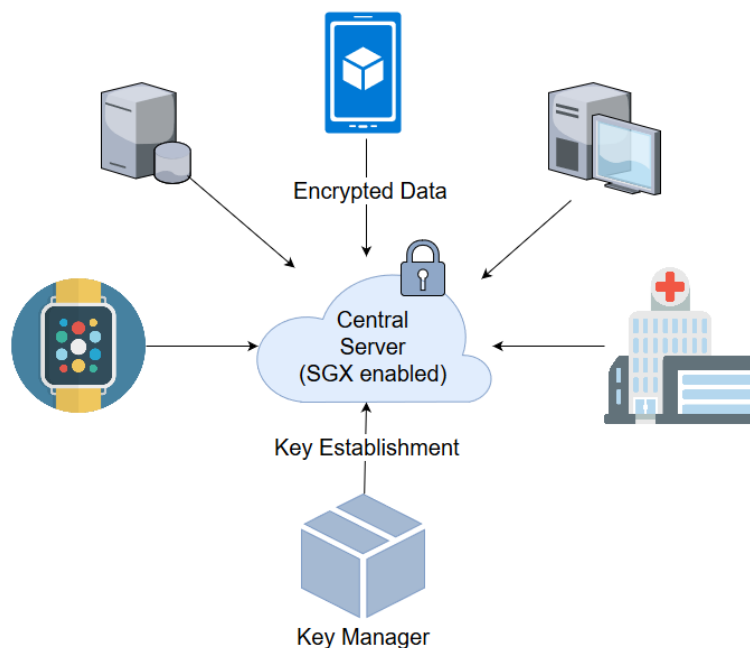 Encrypted Data
Central
Server
(SGX enabled)
Key Establishment
Key Manager